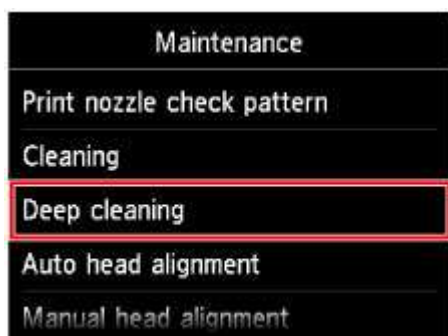 Maintenance
Print nozzle check pattern
Cleaning
Deep cleaning
Auto head alignment
Manual head alignment